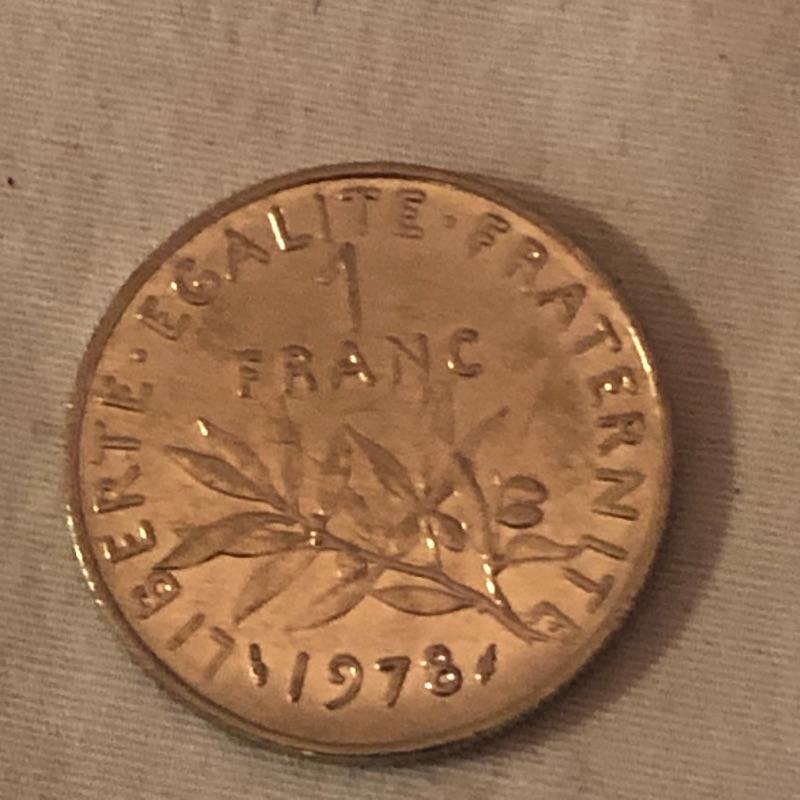 LIBERTE · EGALITE · FRATERNITE
1
FRANC
1978